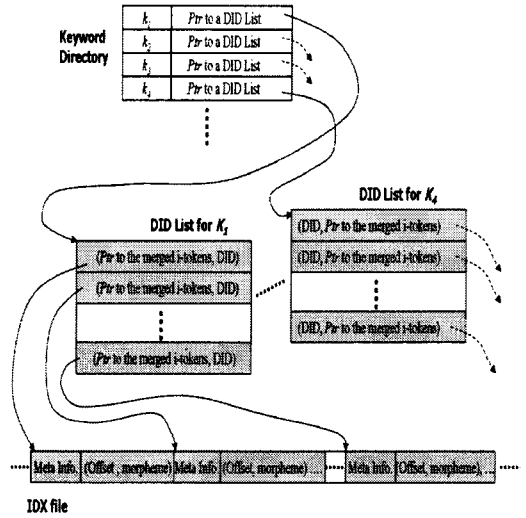 Keyword
Directory
k₁ Ptr to a DID List
k₂ Ptr to a DID List
k₃ Ptr to a DID List
k₄ Ptr to a DID List
DID List for K₁
(Ptr to the merged i-tokens, DID)
(Ptr to the merged i-tokens, DID)
(Ptr to the merged i-tokens, DID)
DID List for K₄
(DID, Ptr to the merged i-tokens)
(DID, Ptr to the merged i-tokens)
(DID, Ptr to the merged i-tokens)
Meta Info, (Offset , morpheme) Meta Info (Offset, morpheme) ... Meta Info (Offset, morpheme), ...
IDX file